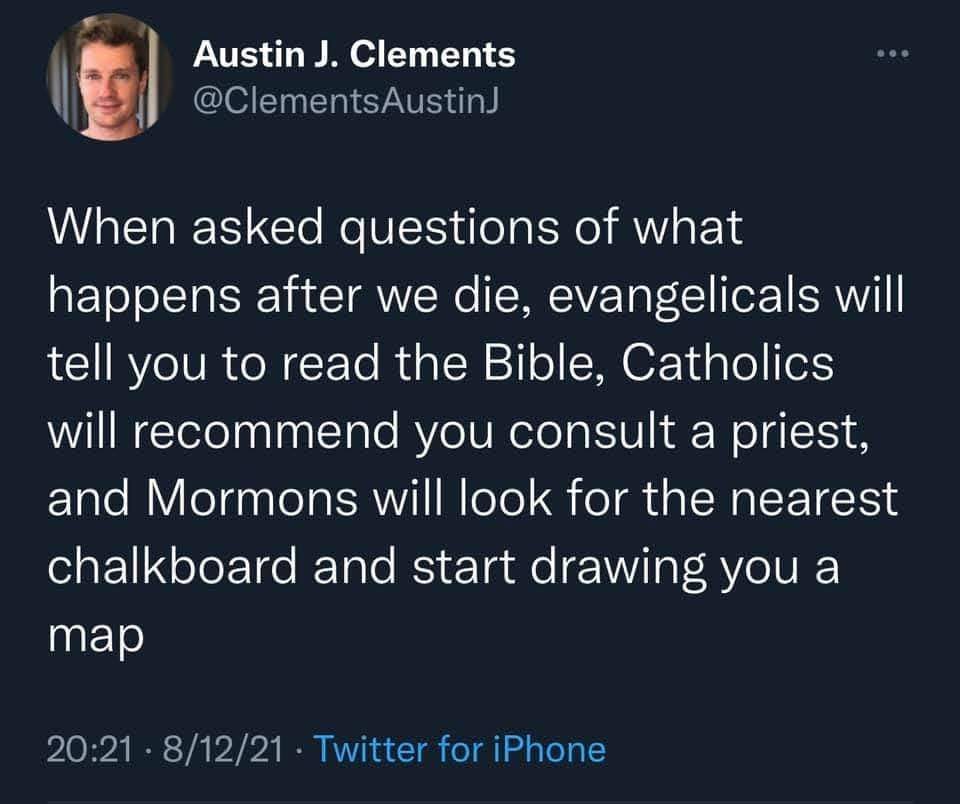 Austin J. Clements
@ClementsAustinJ
When asked questions of what
happens after we die, evangelicals will
tell you to read the Bible, Catholics
will recommend you consult a priest,
and Mormons will look for the nearest
chalkboard and start drawing you a
map
20:21 · 8/12/21 · Twitter for iPhone